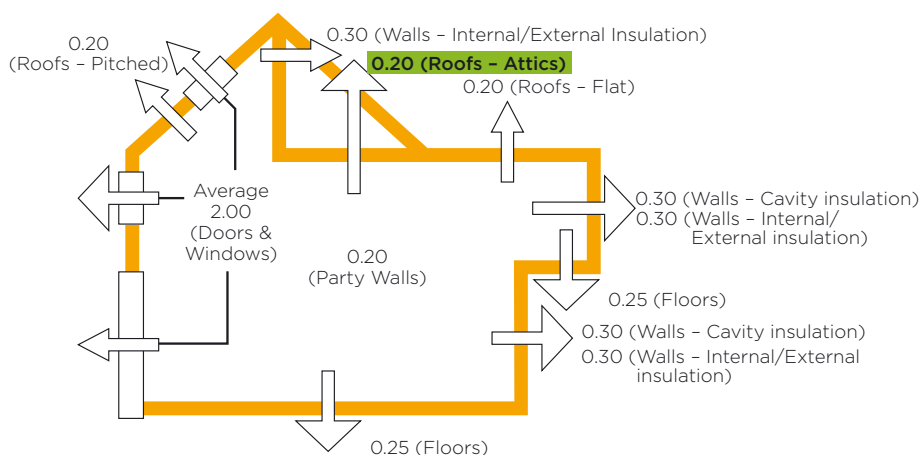 0.30 (Walls – Internal/External Insulation)
0.20
(Roofs – Pitched)
0.20 (Roofs – Attics)
0.20 (Roofs – Flat)
Average
2.00
(Doors &
Windows)
0.20
(Party Walls)
0.30 (Walls – Cavity insulation)
0.30 (Walls – Internal/
External insulation)
0.25 (Floors)
0.30 (Walls – Cavity insulation)
0.30 (Walls – Internal/External
insulation)
0.25 (Floors)